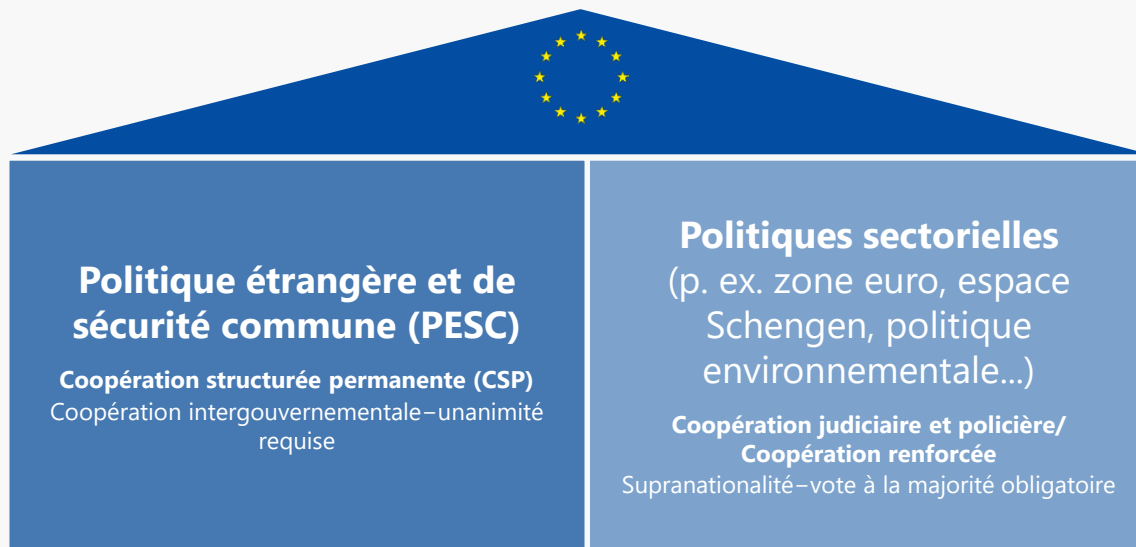 Politique étrangère et de
sécurité commune (PESC)
Coopération structurée permanente (CSP)
Coopération intergouvernementale–unanimité
requise
Politiques sectorielles
(p. ex. zone euro, espace
Schengen, politique
environnementale...)
Coopération judiciaire et policière/
Coopération renforcée
Supranationalité–vote à la majorité obligatoire